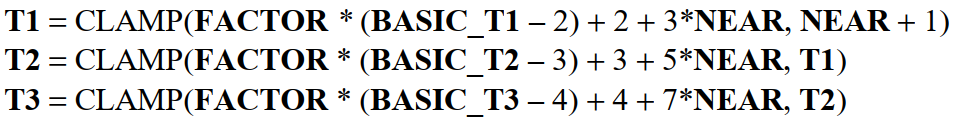 T1 = CLAMP(FACTOR * (BASIC_T1 – 2) + 2 + 3*NEAR, NEAR + 1)
T2 = CLAMP(FACTOR * (BASIC_T2 – 3) + 3 + 5*NEAR, T1)
T3 = CLAMP(FACTOR * (BASIC_T3 – 4) + 4 + 7*NEAR, T2)